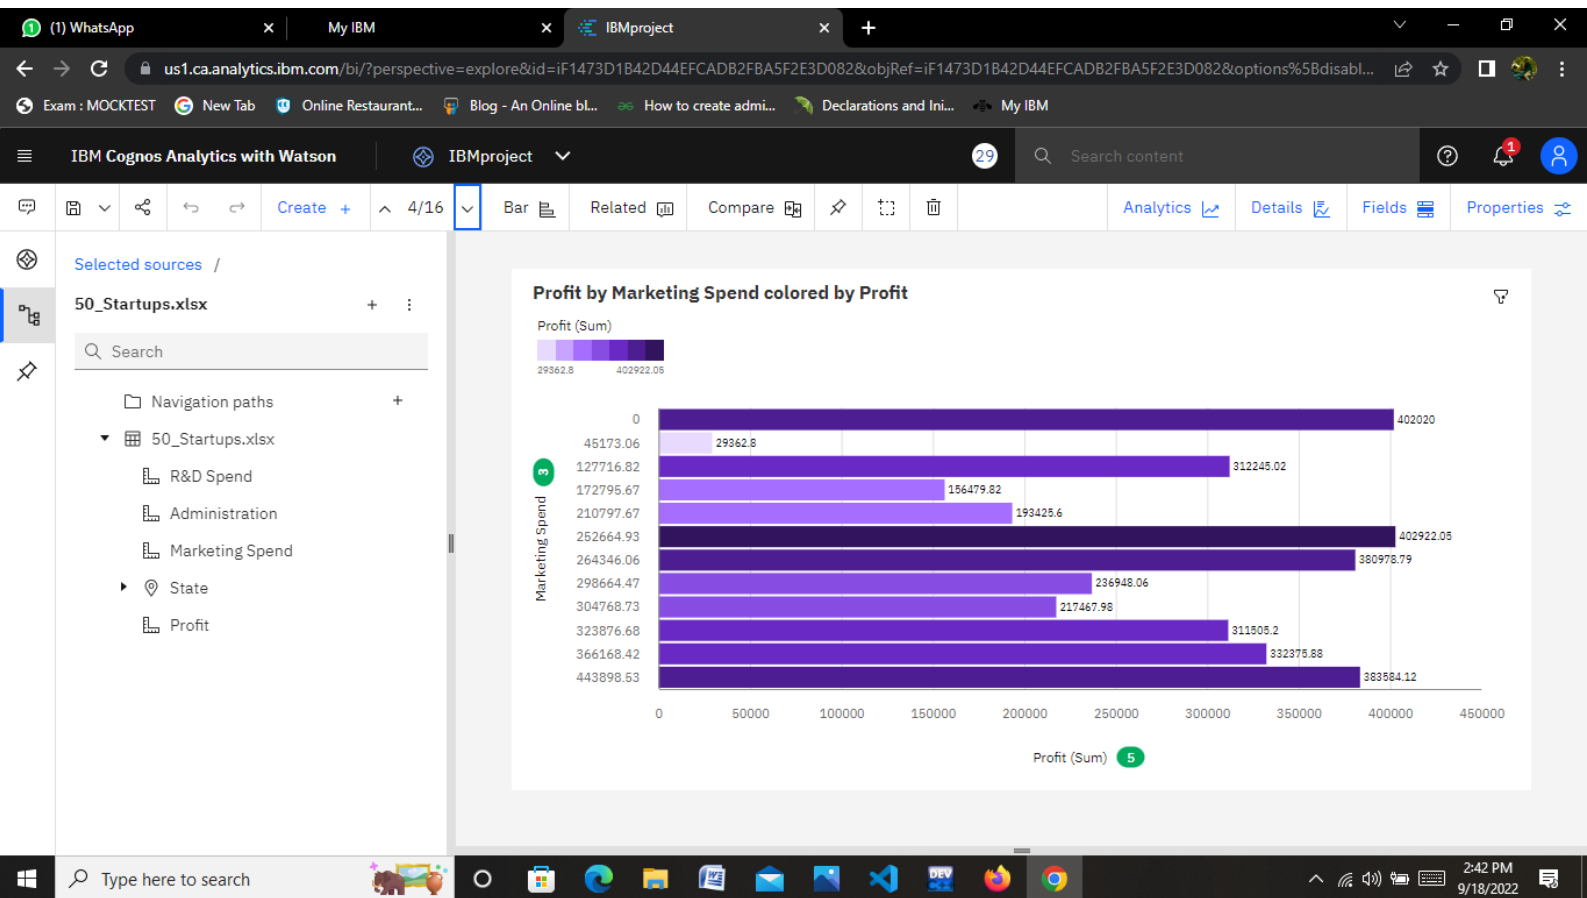 (1) WhatsApp
My IBM
IBMproject
us1.ca.analytics.ibm.com/bi/?perspective=explore&id=iF1473D1B42D44EFCADB2FBA5F2E3D082&objRef=iF1473D1B42D44EFCADB2FBA5F2E3D082&options%5Bdisabl...
Exam : MOCKTEST
New Tab
Online Restaurant...
Blog - An Online bl...
How to create admi...
Declarations and Ini...
My IBM
IBM Cognos Analytics with Watson
IBMproject
29
Search content
1
Create +
4/16
Bar
Related
Compare
Analytics
Details
Fields
Properties
Selected sources /
50_Startups.xlsx
Search
Navigation paths
50_Startups.xlsx
R&D Spend
Administration
Marketing Spend
State
Profit
Profit by Marketing Spend colored by Profit
Profit (Sum)
29362.8 402922.05
Marketing Spend 3
0 402020
45173.06 29362.8
127716.82 312245.02
172795.67 156479.82
210797.67 193425.6
252664.93 402922.05
264346.06 380978.79
298664.47 236948.06
304768.73 217467.98
323876.68 311505.2
366168.42 332375.88
443898.53 383584.12
0 50000 100000 150000 200000 250000 300000 350000 400000 450000
Profit (Sum) 5
Type here to search
DEV
2:42 PM
9/18/2022